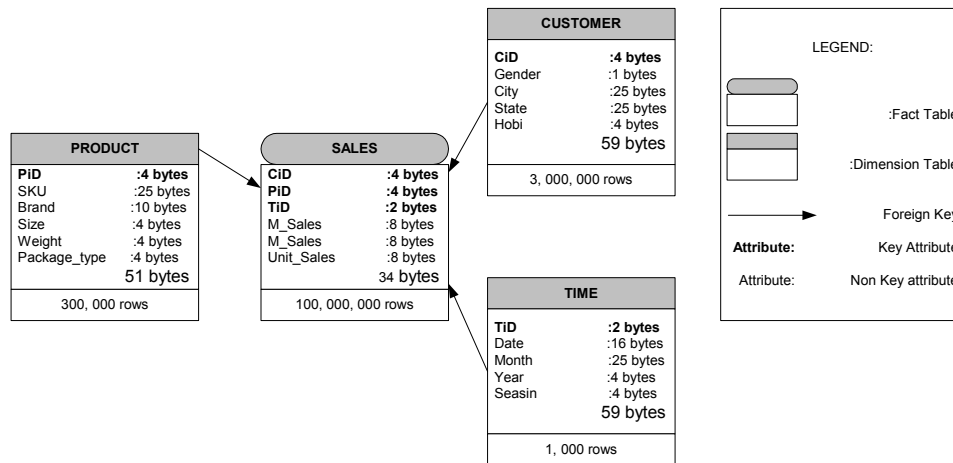 CUSTOMER
CiD :4 bytes
Gender :1 bytes
City :25 bytes
State :25 bytes
Hobi :4 bytes
59 bytes
3, 000, 000 rows
PRODUCT
PiD :4 bytes
SKU :25 bytes
Brand :10 bytes
Size :4 bytes
Weight :4 bytes
Package_type :4 bytes
51 bytes
300, 000 rows
SALES
CiD :4 bytes
PiD :4 bytes
TiD :2 bytes
M_Sales :8 bytes
M_Sales :8 bytes
Unit_Sales :8 bytes
34 bytes
100, 000, 000 rows
TIME
TiD :2 bytes
Date :16 bytes
Month :25 bytes
Year :4 bytes
Seasin :4 bytes
59 bytes
1, 000 rows
LEGEND:
:Fact Table
:Dimension Table
Foreign Key
Attribute: Key Attribute
Attribute: Non Key attribute